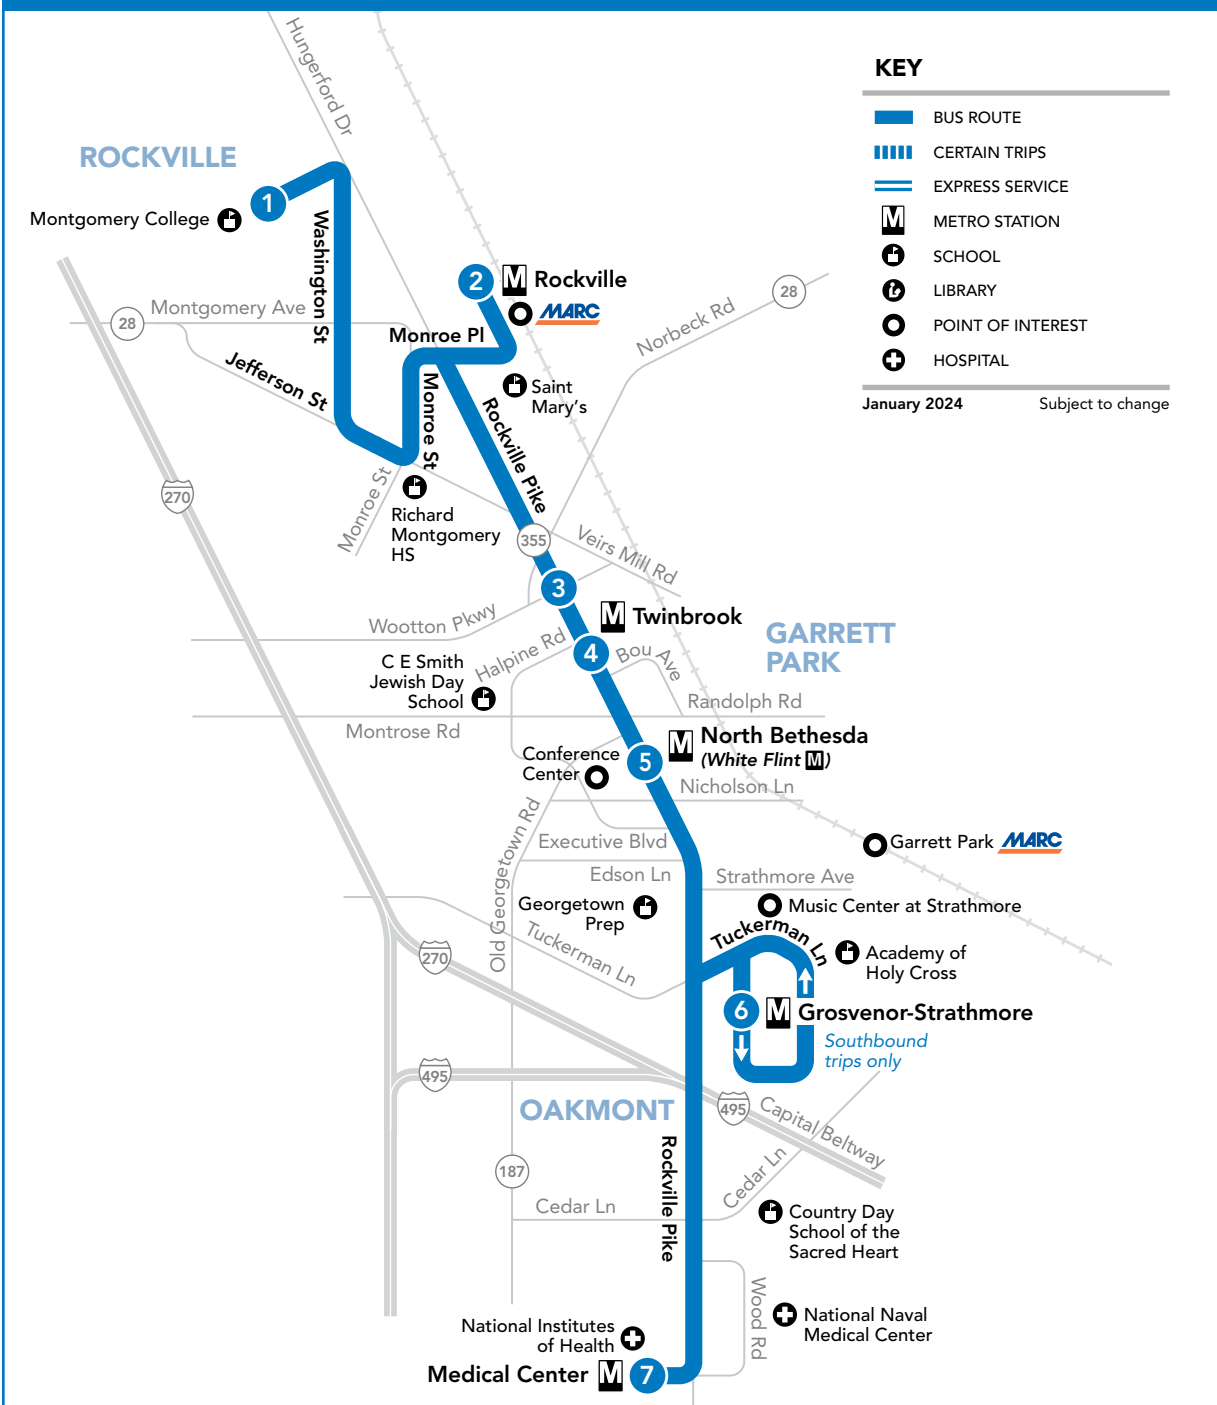 KEY
BUS ROUTE
CERTAIN TRIPS
EXPRESS SERVICE
M METRO STATION
SCHOOL
LIBRARY
POINT OF INTEREST
HOSPITAL
January 2024 Subject to change
Hungerford Dr
ROCKVILLE
1
Montgomery College
Washington St
2
M Rockville
MARC
28
Norbeck Rd
28
Montgomery Ave
Monroe Pl
Jefferson St
Monroe St
Saint
Mary's
Rockville Pike
270
Monroe St
Richard
Montgomery
HS
355
Veirs Mill Rd
3
Wootton Pkwy
M Twinbrook
GARRETT
PARK
Halpine Rd
4
Bou Ave
C E Smith
Jewish Day
School
Randolph Rd
Montrose Rd
M North Bethesda
(White Flint M)
5
Conference
Center
Nicholson Ln
Old Georgetown Rd
Executive Blvd
Garrett Park MARC
Edson Ln
Strathmore Ave
Georgetown
Prep
Music Center at Strathmore
Tuckerman Ln
Tuckerman Ln
Academy of
Holy Cross
270
6
M Grosvenor-Strathmore
Southbound
trips only
495
OAKMONT
495
Capital Beltway
Rockville Pike
187
Cedar Ln
Cedar Ln
Country Day
School of the
Sacred Heart
Wood Rd
National Naval
Medical Center
National Institutes
of Health
Medical Center M 7